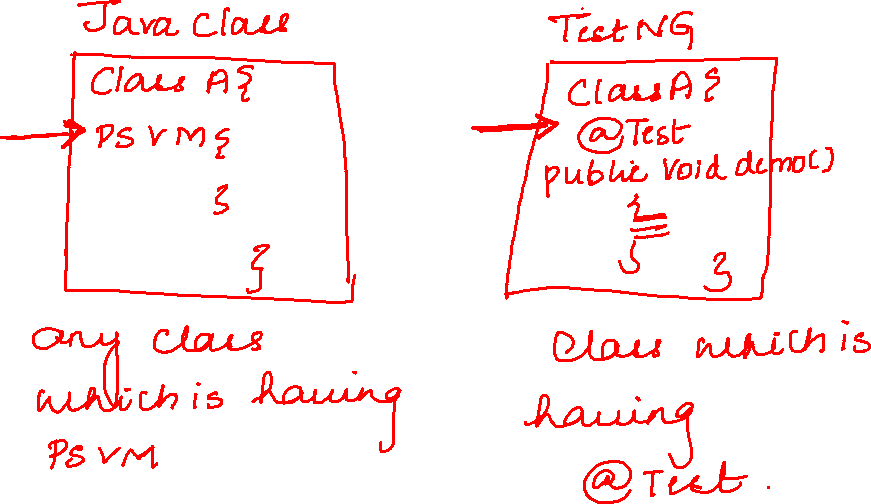 Java Class
Class A{
PSVM{
}
}
any class
which is having
PSVM
TestNG
Class A{
@Test
public void demo()
{
}
}
Class which is
having
@Test.